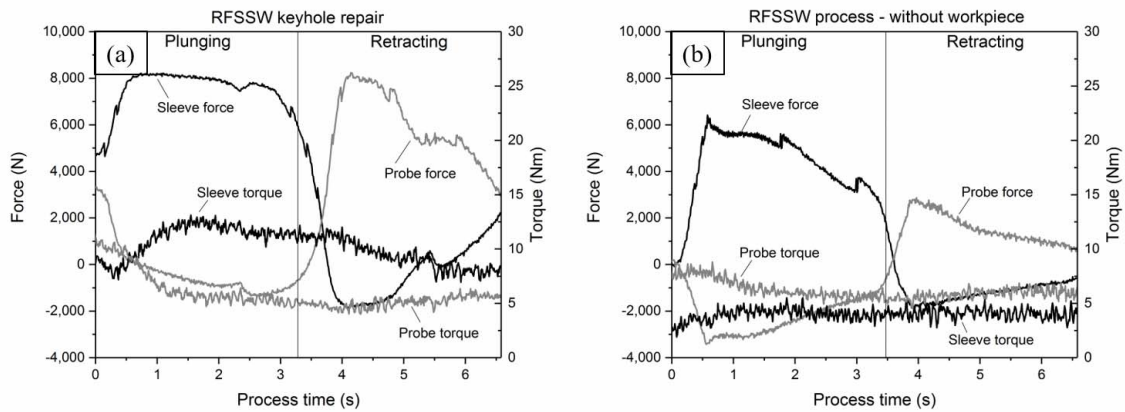 RFSSW keyhole repair
(a)
Plunging
Retracting
10,000
8,000
6,000
4,000
2,000
0
-2,000
-4,000
Force (N)
30
25
20
15
10
5
0
Torque (Nm)
Sleeve force
Probe force
Sleeve torque
Probe torque
0 1 2 3 4 5 6
Process time (s)
RFSSW process - without workpiece
(b)
Plunging
Retracting
10,000
8,000
6,000
4,000
2,000
0
-2,000
-4,000
Force (N)
30
25
20
15
10
5
0
Torque (Nm)
Sleeve force
Probe force
Probe torque
Sleeve torque
0 1 2 3 4 5 6
Process time (s)